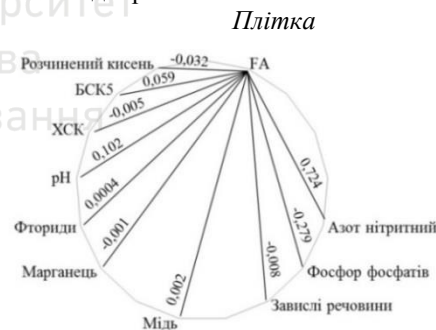 Плітка
Розчинений кисень
-0,032
FA
БСК5
0,059
ХСК
-0,005
рН
0,102
Фториди
0,0004
Марганець
-0,001
Мідь
0,002
Завислі речовини
-0,008
Фосфор фосфатів
-0,279
Азот нітритний
0,724